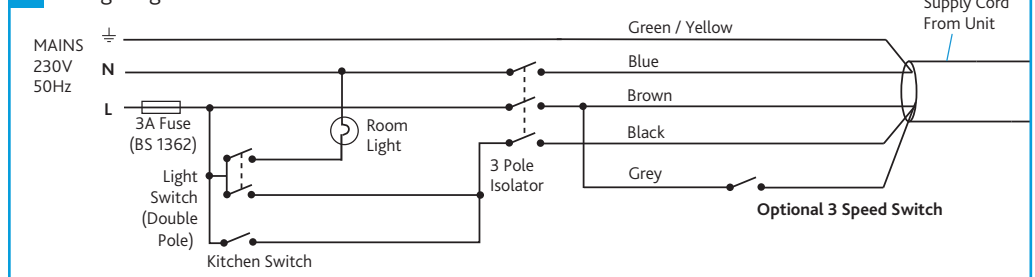 Supply Cord
From Unit
Green / Yellow
MAINS
230V
50Hz
N
Blue
L
Brown
3A Fuse
(BS 1362)
Room
Light
Black
3 Pole
Isolator
Light
Switch
(Double
Pole)
Grey
Optional 3 Speed Switch
Kitchen Switch